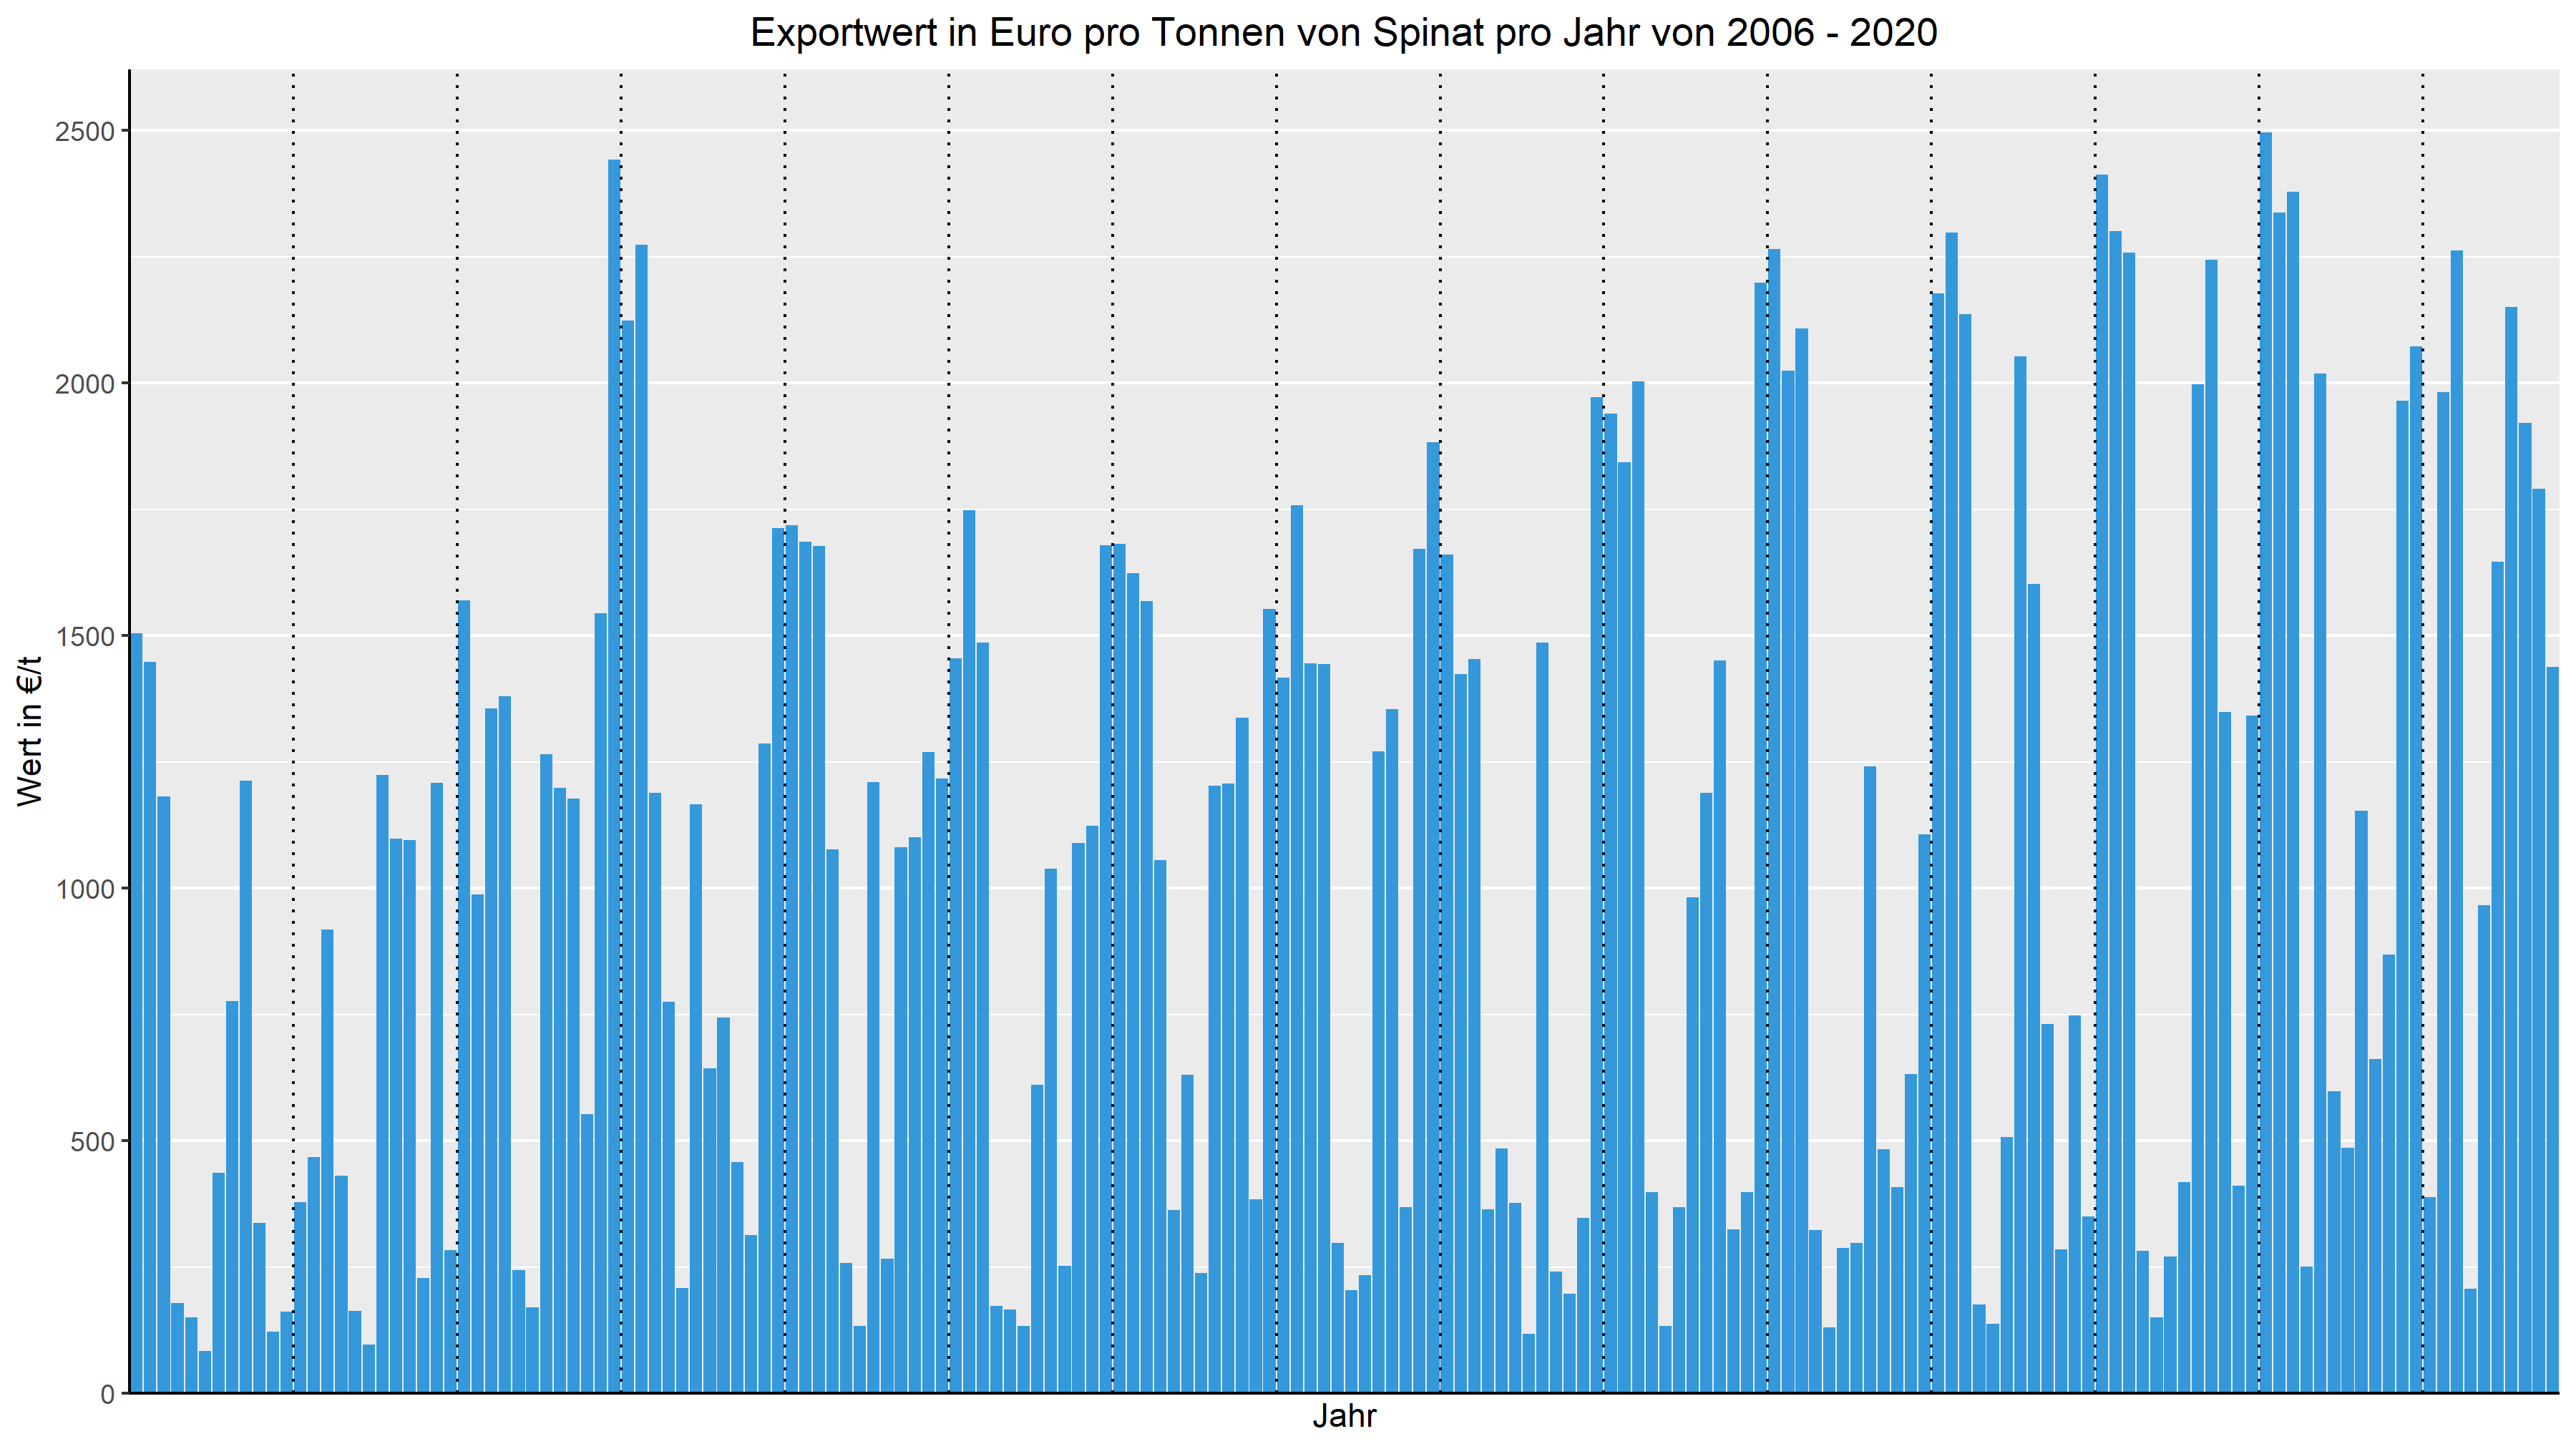 Exportwert in Euro pro Tonnen von Spinat pro Jahr von 2006 - 2020
Wert in €/t
2500
2000
1500
1000
500
0
Jahr